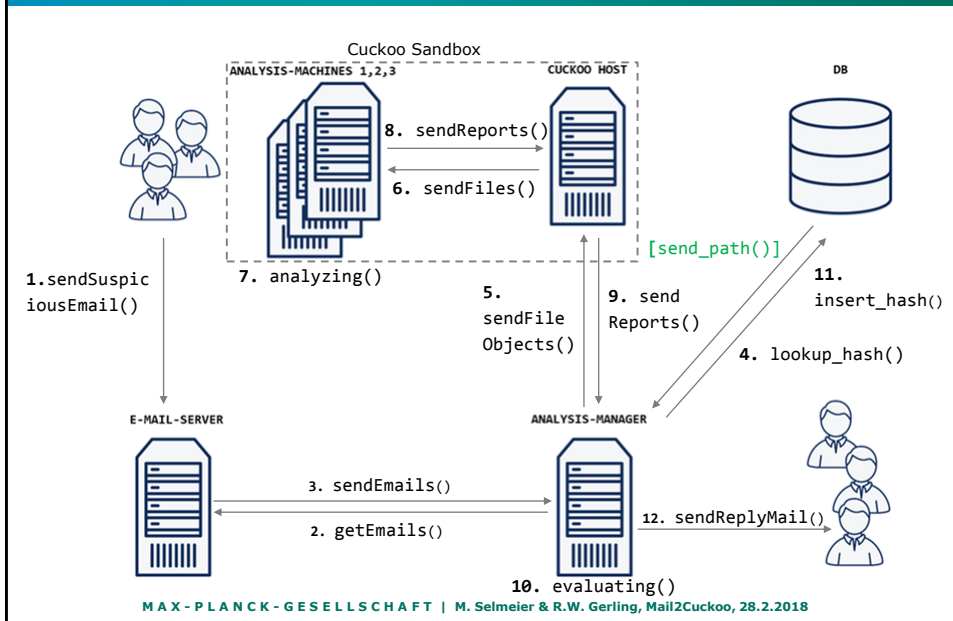 Cuckoo Sandbox
ANALYSIS-MACHINES 1,2,3
CUCKOO HOST
DB
8. sendReports()
6. sendFiles()
7. analyzing()
1.sendSuspic
iousEmail()
5.
sendFile
Objects()
9. send
Reports()
[send_path()]
11.
insert_hash()
4. lookup_hash()
E-MAIL-SERVER
ANALYSIS-MANAGER
3. sendEmails()
2. getEmails()
12. sendReplyMail()
10. evaluating()
MAX-PLANCK-GESELLSCHAFT | M. Selmeier & R.W. Gerling, Mail2Cuckoo, 28.2.2018